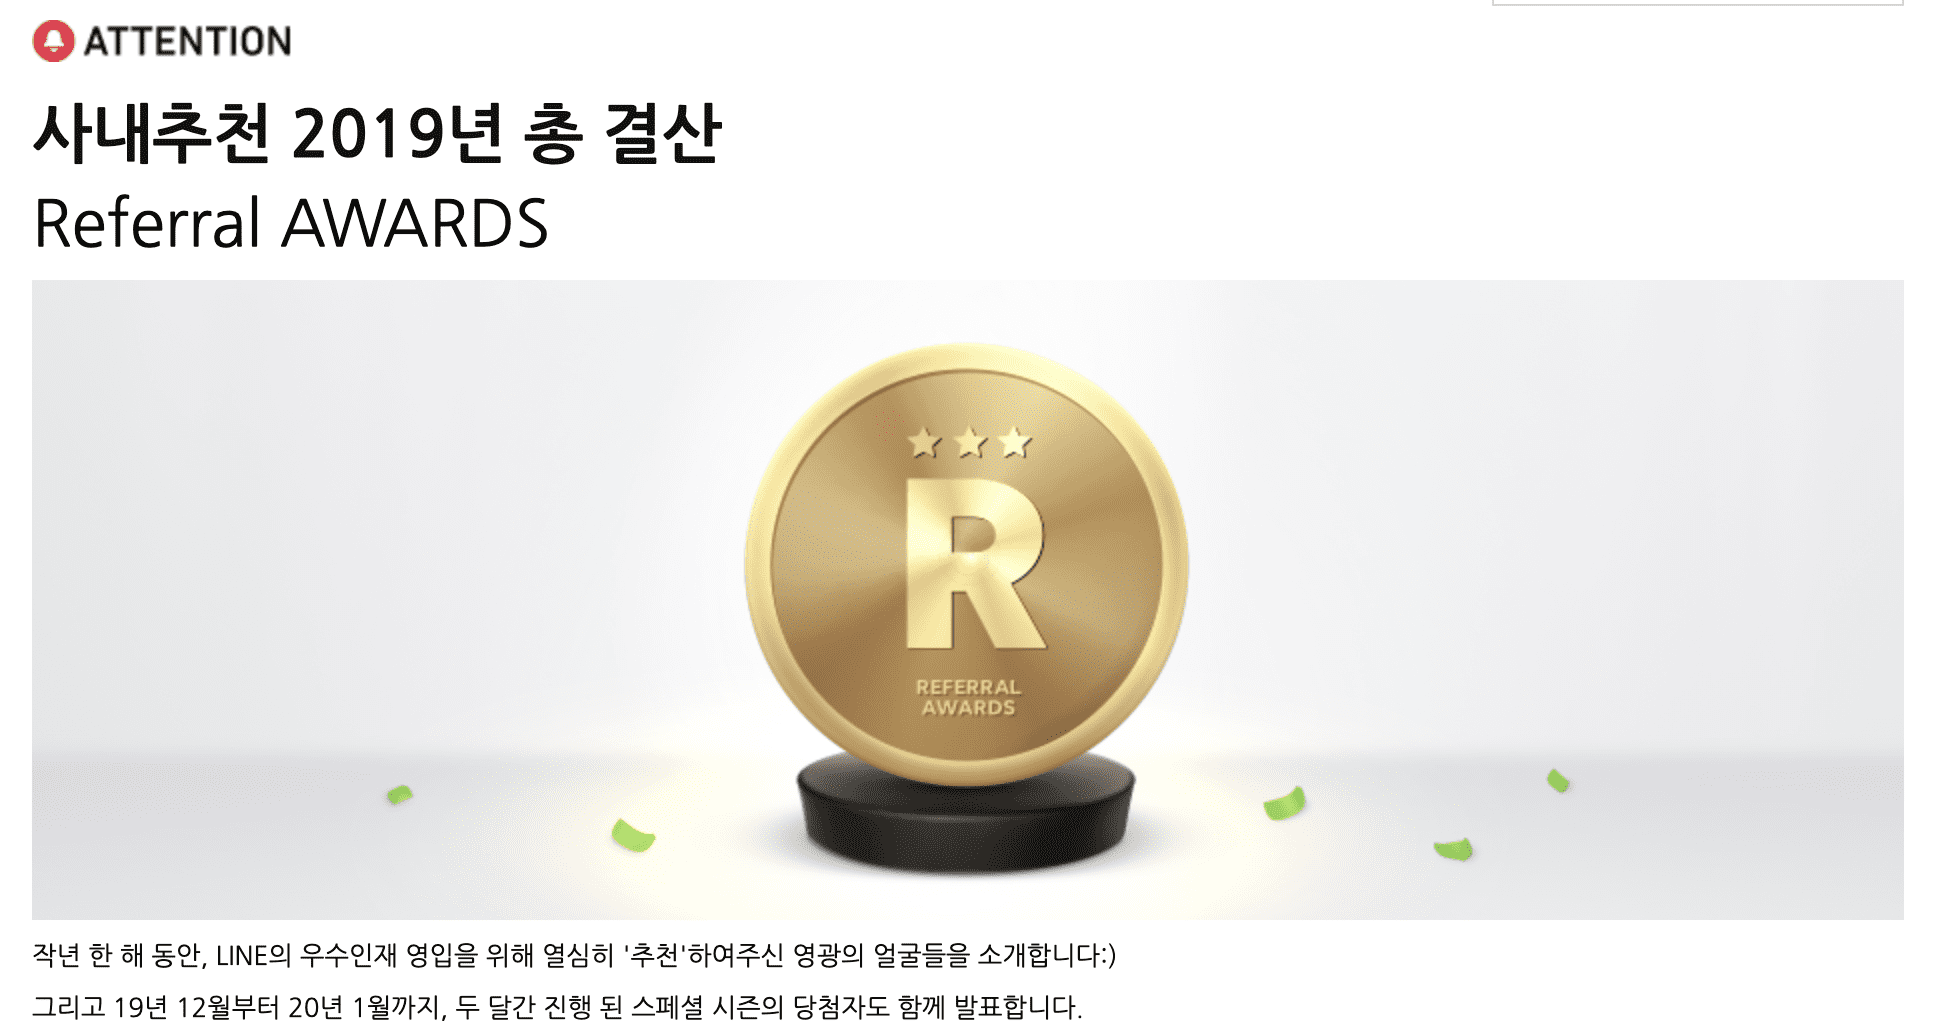 ATTENTION
사내추천 2019년 총 결산
Referral AWARDS
R
REFERRAL
AWARDS
작년 한 해 동안, LINE의 우수인재 영입을 위해 열심히 '추천'하여주신 영광의 얼굴들을 소개합니다:)
그리고 19년 12월부터 20년 1월까지, 두 달간 진행 된 스페셜 시즌의 당첨자도 함께 발표합니다.